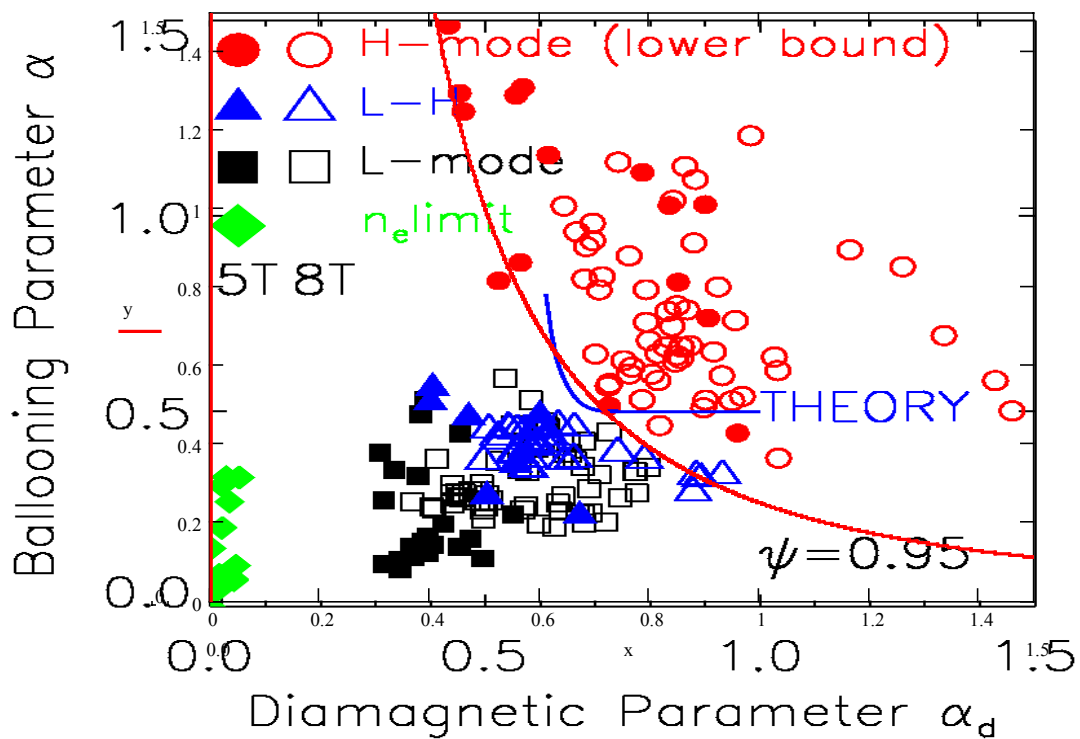 1.5
1.5
H-mode (lower bound)
L-H
1.2
L-mode
1.0
1
n_e limit
5T 8T
0.8
y
0.6
0.5
THEORY
0.4
0.2
ψ=0.95
0.0
0
0 0.2 0.4 0.6 0.8 1 1.2 1.4
0.0 0.5 1.0 1.5
0.0 x 1.5
Diamagnetic Parameter α_d
Ballooning Parameter α